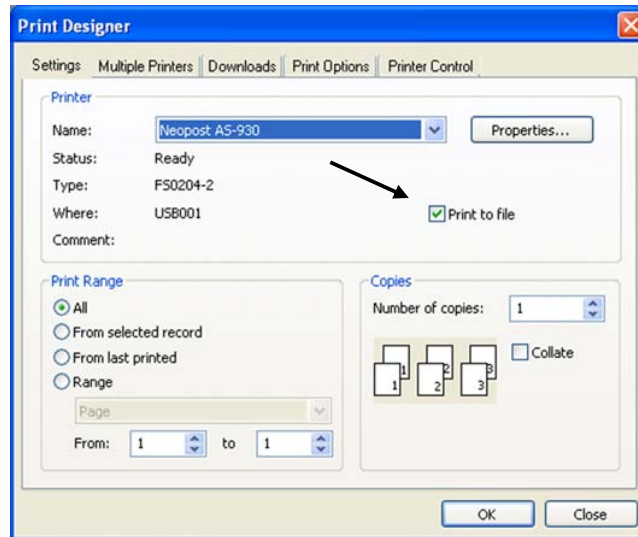 Print Designer
Settings Multiple Printers Downloads Print Options Printer Control
Printer
Name: Neopost AS-930 Properties...
Status: Ready
Type: FS0204-2
Where: USB001 Print to file
Comment:
Print Range
All
From selected record
From last printed
Range
Page
From: 1 to 1
Copies
Number of copies: 1
Collate
1 1 2 2 3 3
OK Close